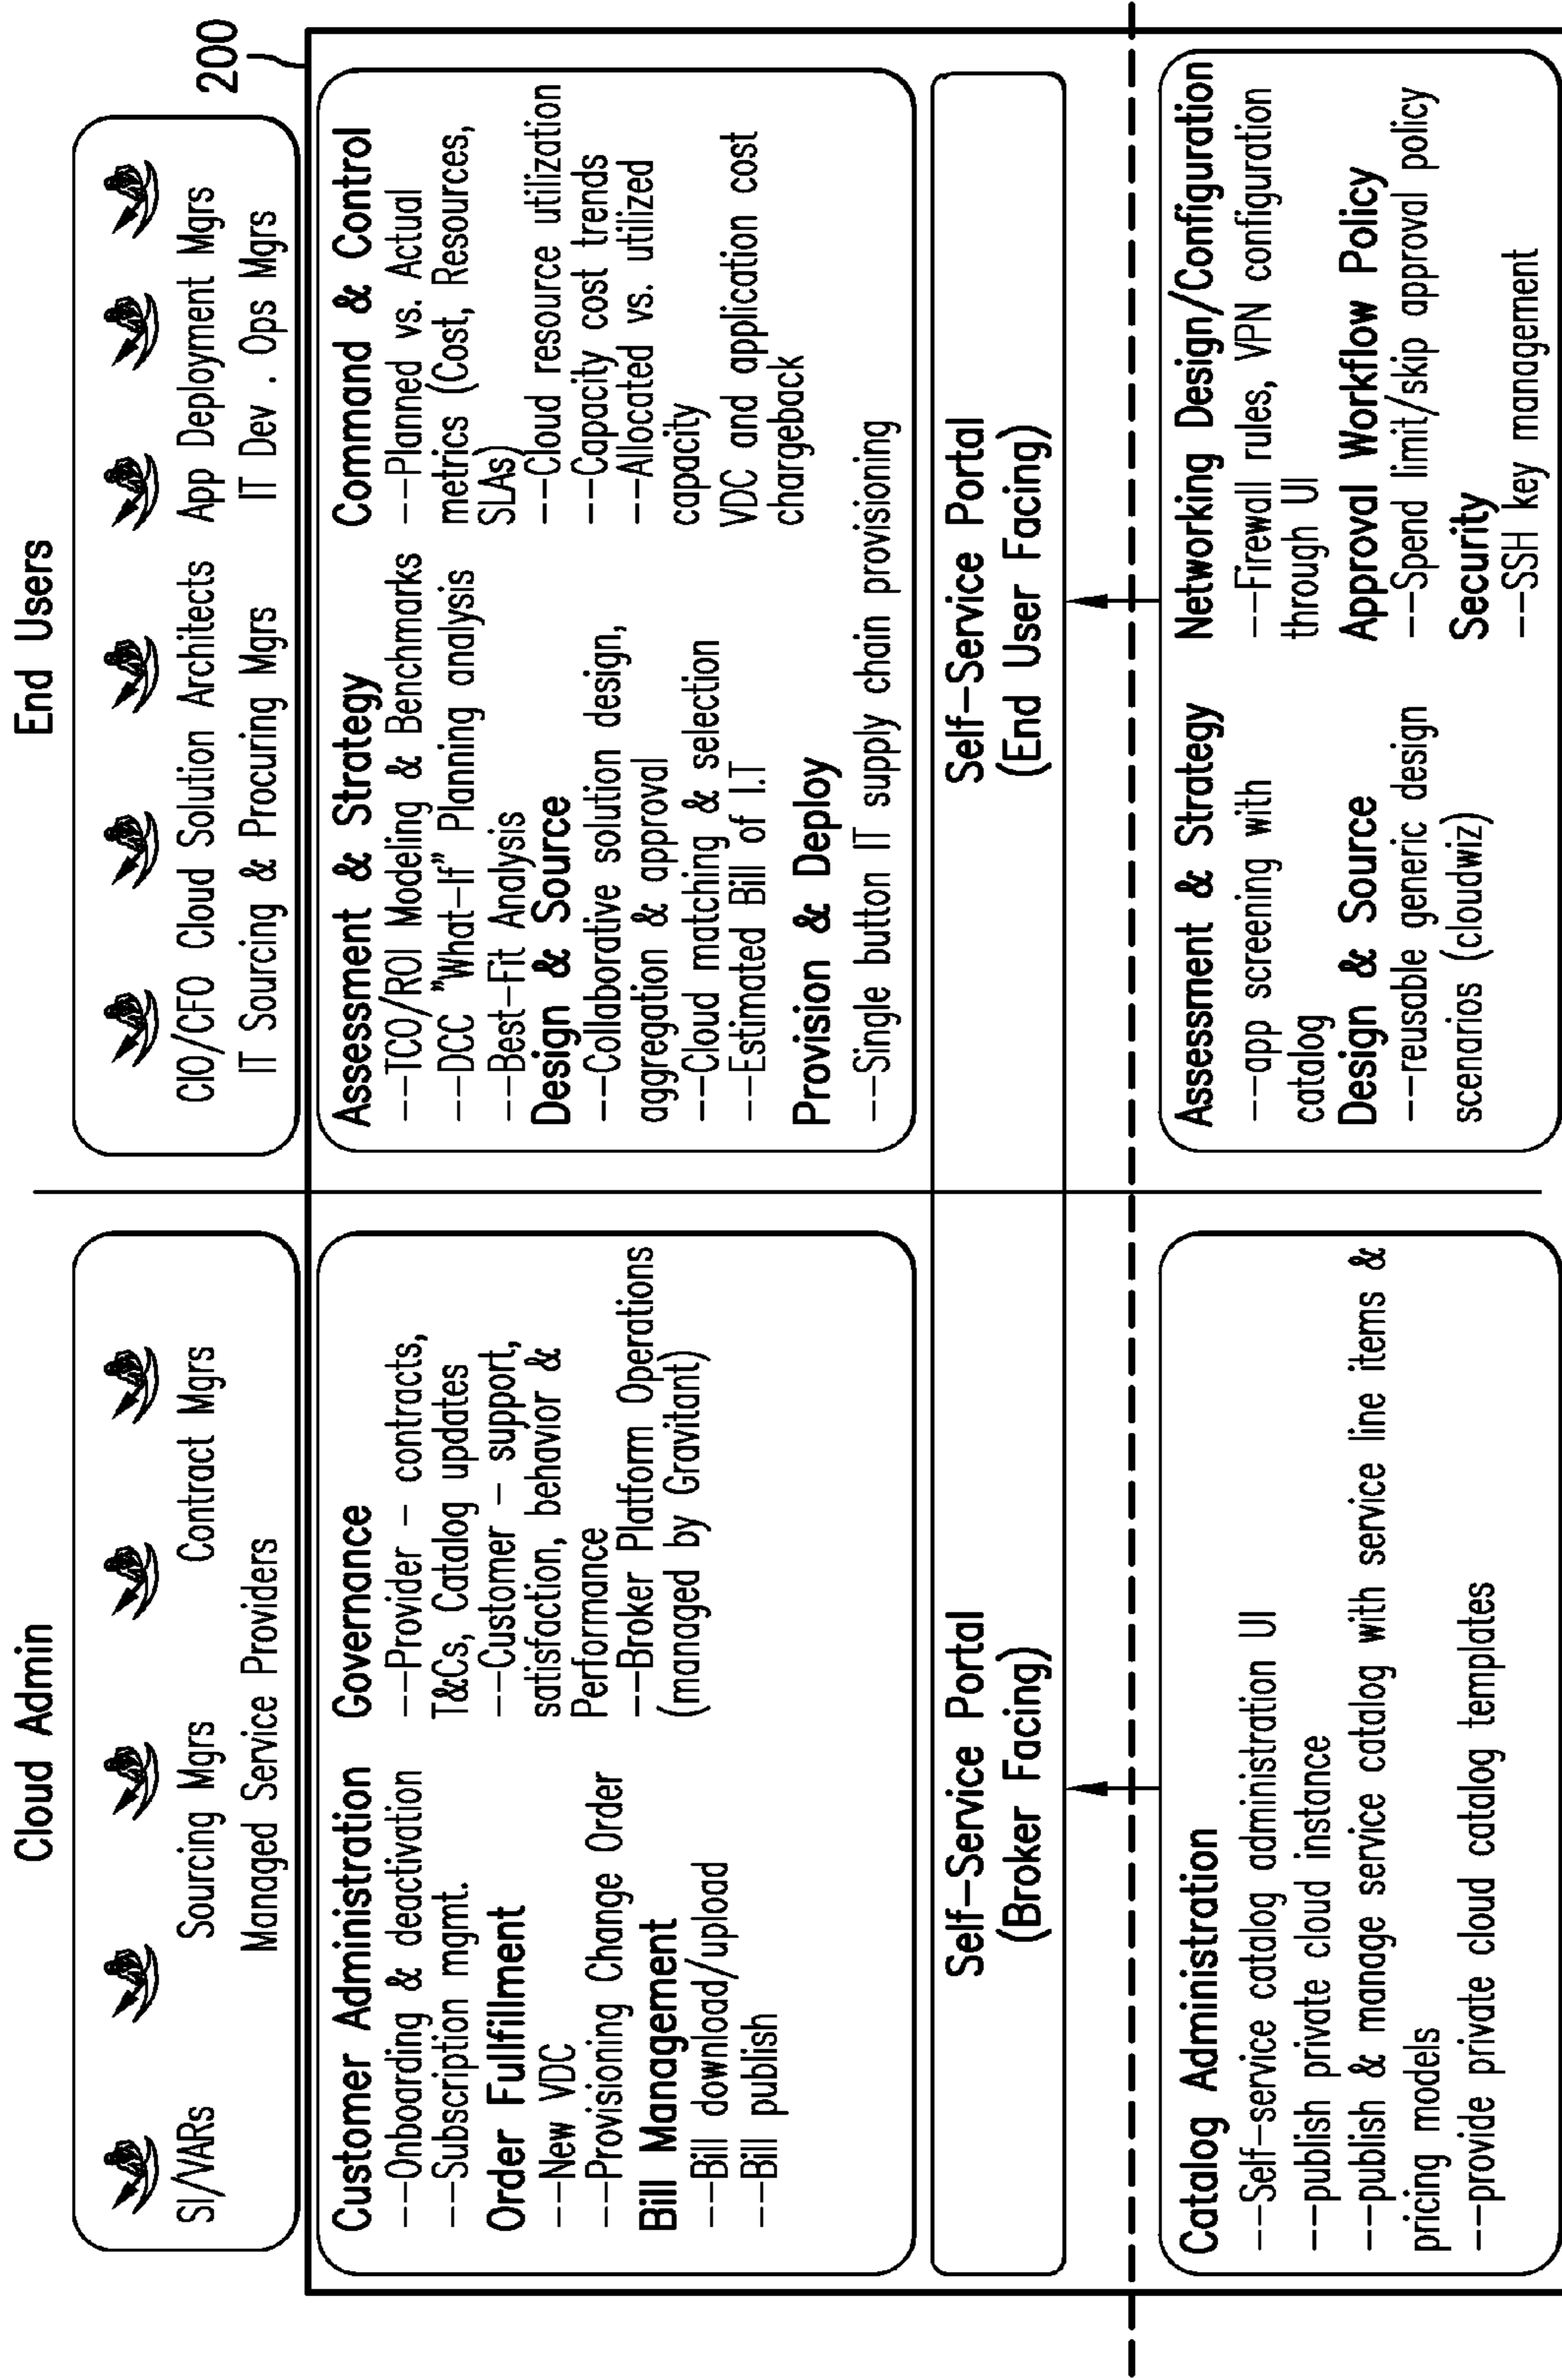 Cloud Admin
SI/VARs
Sourcing Mgrs
Contract Mgrs
Managed Service Providers
End Users
200
CIO/CFO Cloud Solution Architects
App Deployment Mgrs
IT Sourcing & Procuring Mgrs
IT Dev . Ops Mgrs
Customer Administration
--Onboarding & deactivation
--Subscription mgmt.
Order Fullfillment
--New VDC
--Provisioning Change Order
Bill Management
--Bill download/upload
--Bill publish
Governance
--Provider - contracts,
T&Cs, Catalog updates
--Customer - support,
satisfaction, behavior &
Performance
--Broker Platform Operations
(managed by Gravitant)
Assessment & Strategy
--TCO/ROI Modeling & Benchmarks
--DCC "What-If" Planning analysis
--Best-Fit Analysis
Design & Source
--Collaborative solution design,
aggregation & approval
--Cloud matching & selection
--Estimated Bill of I.T
Provision & Deploy
--Single button IT supply chain provisioning
Command & Control
--Planned vs. Actual
metrics (Cost, Resources,
SLAs)
--Cloud resource utilization
--Capacity cost trends
--Allocated vs. utilized
capacity
VDC and application cost
chargeback
Self-Service Portal
(Broker Facing)
Self-Service Portal
(End User Facing)
Catalog Administration
--Self-service catalog administration UI
--publish private cloud instance
--publish & manage service catalog with service line items &
pricing models
--provide private cloud catalog templates
Assessment & Strategy
--app screening with
catalog
Design & Source
--reusable generic design
scenarios (cloudwiz)
Networking Design/Configuration
--Firewall rules, VPN configuration
through UI
Approval Workflow Policy
--Spend limit/skip approval policy
Security
--SSH key management